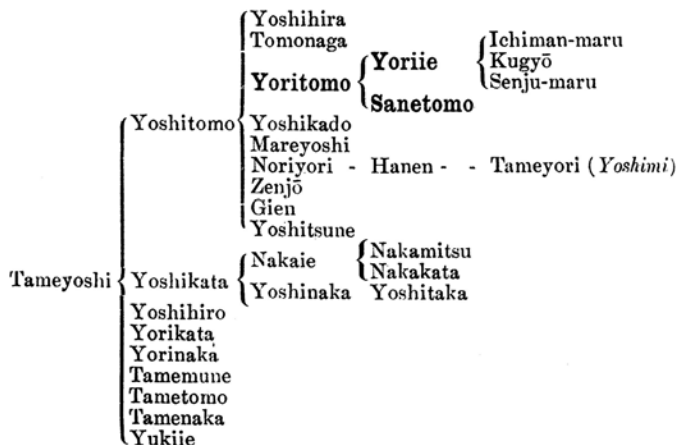 Yoshihira
Tomonaga
Yoritomo Yoriie Ichiman-maru
Kugyō
Senju-maru
Sanetomo
Yoshitomo Yoshikado
Mareyoshi
Noriyori - Hanen - - Tameyori (Yoshimi)
Zenjō
Gien
Yoshitsune
Tameyoshi Yoshikata Nakaie Nakamitsu
Nakakata
Yoshinaka Yoshitaka
Yoshihiro
Yorikata
Yorinaka
Tamemune
Tametomo
Tamenaka
Yukiie